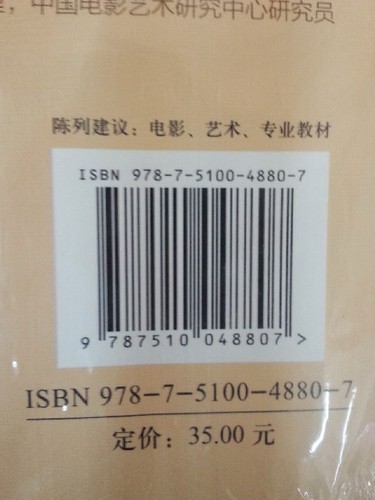 ，中国电影艺术研究中心研究员
陈列建议：电影、艺术、专业教材
ISBN 978-7-5100-4880-7
9 787510 048807 >
ISBN 978-7-5100-4880-7
定价：35.00 元